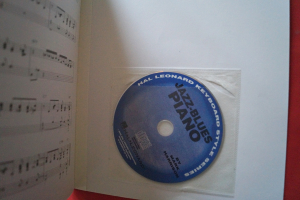 HAL LEONARD KEYBOARD STYLE SERIES
JAZZ-BLUES
PIANO